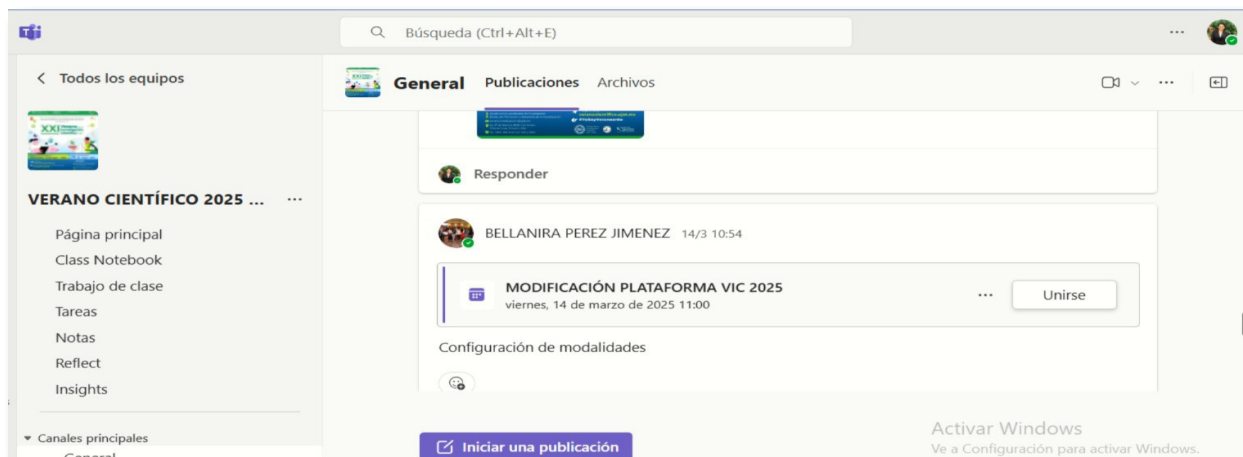 Búsqueda (Ctrl+Alt+E)
Todos los equipos
XXI
VERANO CIENTÍFICO 2025 ...
Página principal
Class Notebook
Trabajo de clase
Tareas
Notas
Reflect
Insights
Canales principales
General
General Publicaciones Archivos
Responder
BELLANIRA PEREZ JIMENEZ 14/3 10:54
MODIFICACIÓN PLATAFORMA VIC 2025
viernes, 14 de marzo de 2025 11:00
Unirse
Configuración de modalidades
Iniciar una publicación
Activar Windows
Ve a Configuración para activar Windows.